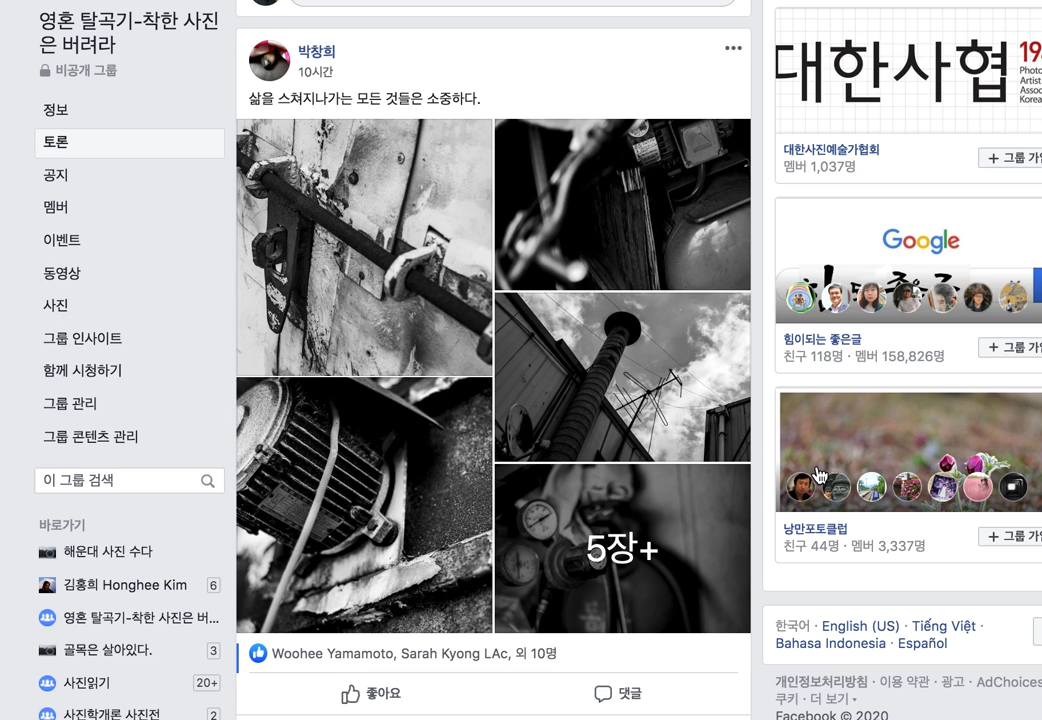 영혼 탈곡기-착한 사진
은 버려라
비공개 그룹
정보
토론
공지
멤버
이벤트
동영상
사진
그룹 인사이트
함께 시청하기
그룹 관리
그룹 콘텐츠 관리
이 그룹 검색
바로가기
해운대 사진 수다
김홍희 Honghee Kim 6
영혼 탈곡기-착한 사진은 버...
골목은 살아있다. 3
사진읽기 20+
사진학개론 사진전 2
박창희
10시간
삶을 스쳐지나가는 모든 것들은 소중하다.
5장+
Woohee Yamamoto, Sarah Kyong LAc, 외 10명
좋아요
댓글
대한사협
Photo
Artist
Assoc
Korea
대한사진예술가협회
멤버 1,037명
+ 그룹 가입
Google
힘이되는 좋은글
친구 118명 · 멤버 158,826명
+ 그룹 가입
낭만포토클럽
친구 44명 · 멤버 3,337명
+ 그룹 가입
한국어 · English (US) · Tiếng Việt ·
Bahasa Indonesia · Español
개인정보처리방침 · 이용 약관 · 광고 · AdChoices
쿠키 · 더 보기
Facebook © 2020